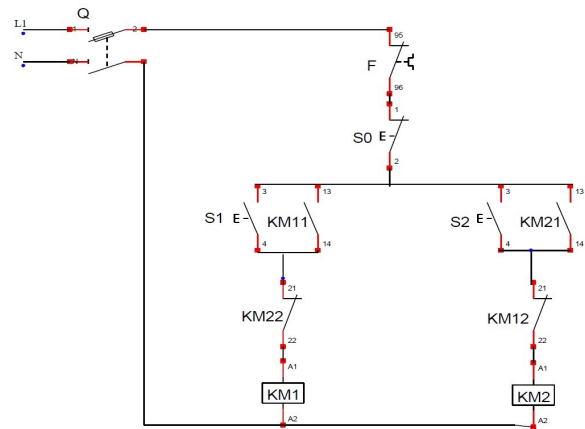 Q
L1 1 2
N N
95
F
96
1
S0 E
2
3 13 3 13
S1 E KM11 S2 E KM21
4 14 4 14
21 21
KM22 KM12
22 22
A1 A1
KM1 KM2
A2 A2